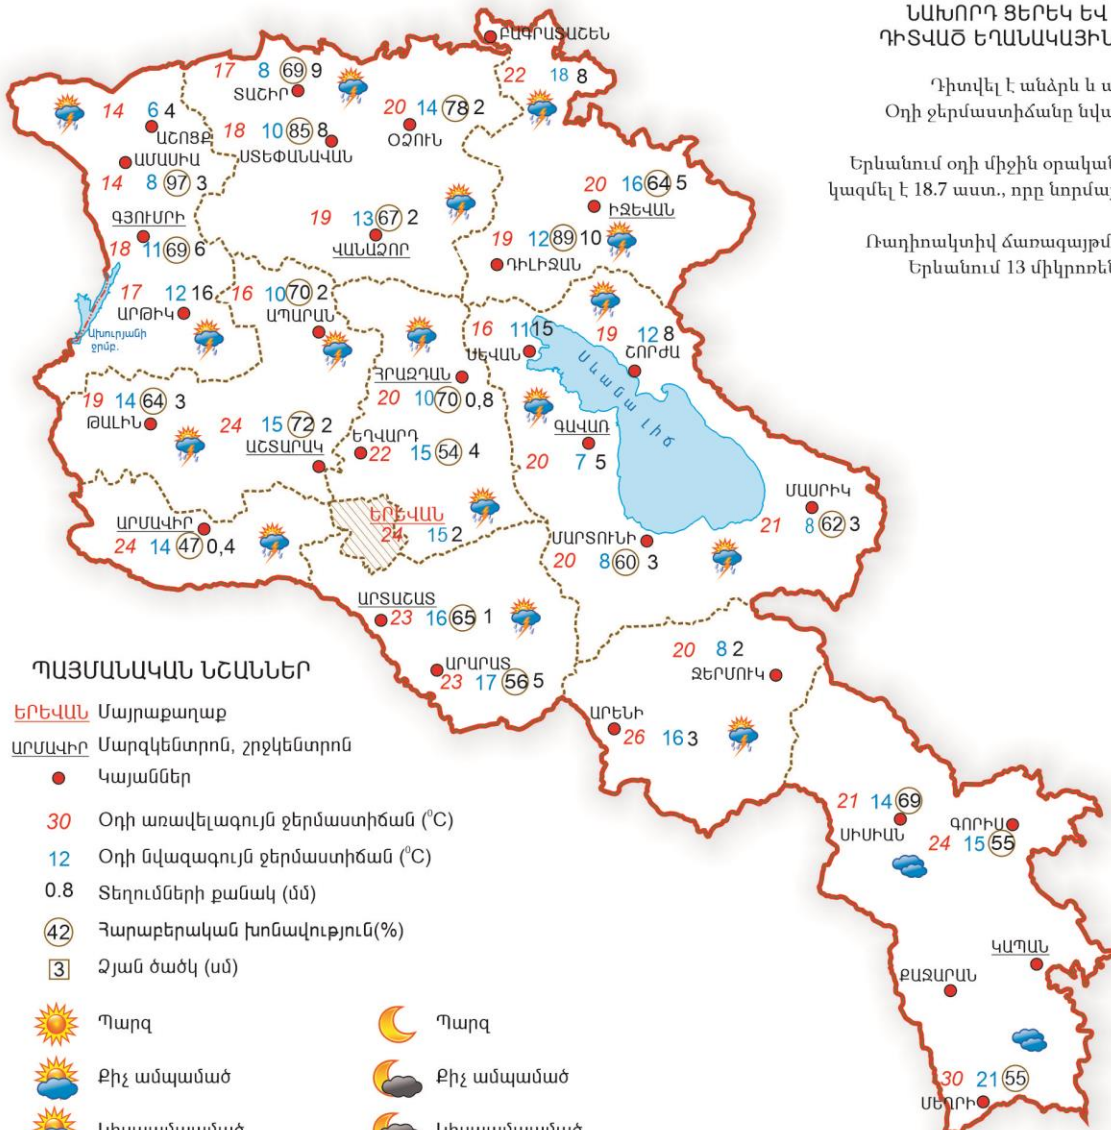 ՆԱԽՈՐԴ ՑԵՐԵԿ ԵՎ
ԴԻՏՎԱԾ ԵՂԱՆԱԿԱՅԻՆ
Դիտվել է անձրև և ա
Օդի ջերմաստիճանը նվա
Երևանում օդի միջին օրական
կազմել է 18.7 աստ., որը նորմա
Ռադիոակտիվ ճառագայթմ
Երևանում 13 միկրոռեն
ԲԱԳՐԱՏԱՇԵՆ
22 18 8
17 8 69 9
ՏԱՇԻՐ
14 6 4
ԱՇՈՑՔ
20 14 78 2
ՕՁՈՒՆ
18 10 85 8
ՍՏԵՓԱՆԱՎԱՆ
ԱՄԱՍԻԱ
14 8 97 3
20 16 64 5
ԻՋԵՎԱՆ
ԳՅՈՒՄՐԻ
18 11 69 6
19 13 67 2
ՎԱՆԱՁՈՐ
19 12 89 10
ԴԻԼԻՋԱՆ
17 12 16
ԱՐԹԻԿ
16 10 70 2
ԱՊԱՐԱՆ
Ախուրյանի
ջրմբ.
16 11 15
ՍԵՎԱՆ
19 12 8
ՇՈՐԺԱ
Սևանա լիճ
ՀՐԱԶԴԱՆ
20 10 70 0,8
19 14 64 3
ԹԱԼԻՆ
24 15 72 2
ԱՇՏԱՐԱԿ
ԵՂՎԱՐԴ
22 15 54 4
ԳԱՎԱՌ
20 7 5
ՄԱՍՐԻԿ
21 8 62 3
ԱՐՄԱՎԻՐ
24 14 47 0,4
ԵՐԵՎԱՆ
24 15 2
ՄԱՐՏՈՒՆԻ
20 8 60 3
ԱՐՏԱՇԱՏ
23 16 65 1
ԱՐԱՐԱՏ
23 17 56 5
20 8 2
ՋԵՐՄՈՒԿ
ԱՐԵՆԻ
26 16 3
21 14 69
ՍԻՍԻԱՆ
ԳՈՐԻՍ
24 15 55
ԿԱՊԱՆ
ՔԱՋԱՐԱՆ
30 21 55
ՄԵՂՐԻ
ՊԱՅՄԱՆԱԿԱՆ ՆՇԱՆՆԵՐ
ԵՐԵՎԱՆ Մայրաքաղաք
ԱՐՄԱՎԻՐ Մարզկենտրոն, շրջկենտրոն
Կայաններ
30 Օդի առավելագույն ջերմաստիճան (⁰C)
12 Օդի նվազագույն ջերմաստիճան (⁰C)
0.8 Տեղումների քանակ (մմ)
42 Հարաբերական խոնավություն(%)
3 Ձյան ծածկ (սմ)
Պարզ Պարզ
Քիչ ամպամած Քիչ ամպամած